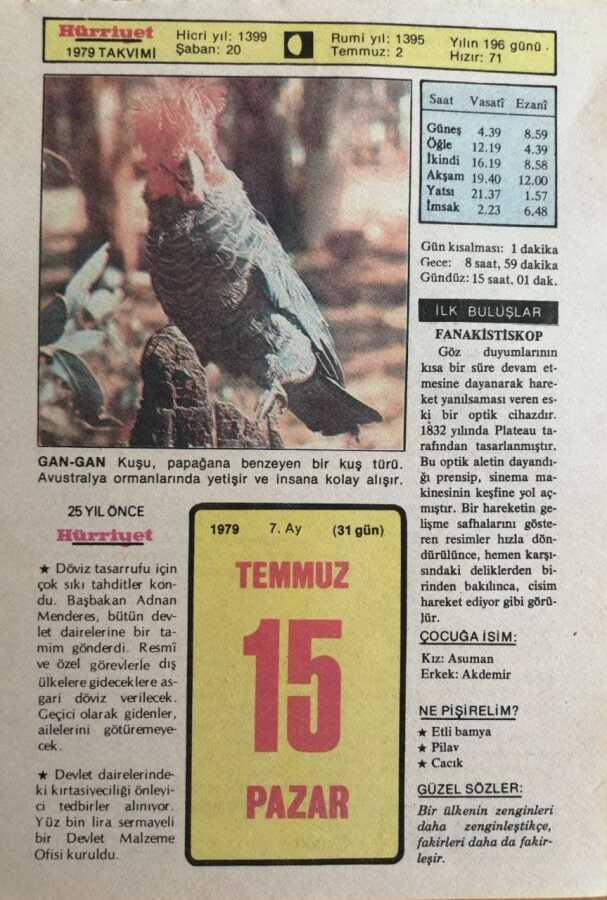 Hürriyet
1979 TAKVİMİ
Hicri yıl: 1399
Şaban: 20
Rumi yıl: 1395
Temmuz: 2
Yılın 196 günü.
Hızır: 71
Saat Vasatî Ezanî
Güneş 4.39 8.59
Öğle 12.19 4.39
İkindi 16.19 8.58
Akşam 19.40 12.00
Yatsı 21.37 1.57
İmsak 2.23 6.48
Gün kısalması: 1 dakika
Gece: 8 saat, 59 dakika
Gündüz: 15 saat. 01 dak.
GAN-GAN Kuşu, papağana benzeyen bir kuş türü.
Avustralya ormanlarında yetişir ve insana kolay alışır.
İLK BULUŞLAR
FANAKİSTİSKOP
Göz duyumlarının
kısa bir süre devam et-
mesine dayanarak hare-
ket yanılsaması veren es-
ki bir optik cihazdır.
1832 yılında Plateau ta-
rafından tasarlanmıştır.
Bu optik aletin dayandı-
ğı prensip, sinema ma-
kinesinin keşfine yol aç-
mıştır. Bir hareketin ge-
lişme safhalarını göste-
ren resimler hızla dön-
dürülünce, hemen karşı-
sındaki deliklerden bi-
rinden bakılınca, cisim
hareket ediyor gibi görü-
lür.
ÇOCUĞA İSİM:
Kız: Asuman
Erkek: Akdemir
NE PİŞİRELİM?
★ Etli bamya
★ Pilav
★ Cacık
GÜZEL SÖZLER:
Bir ülkenin zenginleri
daha zenginleştikçe,
fakirleri daha da fakir-
leşir.
25 YIL ÖNCE
Hürriyet
★ Döviz tasarrufu için
çok sıkı tahditler kon-
du. Başbakan Adnan
Menderes, bütün dev-
let dairelerine bir ta-
mim gönderdi. Resmî
ve özel görevlerle dış
ülkelere gideceklere as-
gari döviz verilecek.
Geçici olarak gidenler,
ailelerini götüremeye-
cek.
★ Devlet dairelerinde-
ki kırtasiyeciliği önleyi-
ci tedbirler alınıyor.
Yüz bin lira sermayeli
bir Devlet Malzeme
Ofisi kuruldu.
1979 7. Ay (31 gün)
TEMMUZ
15
PAZAR